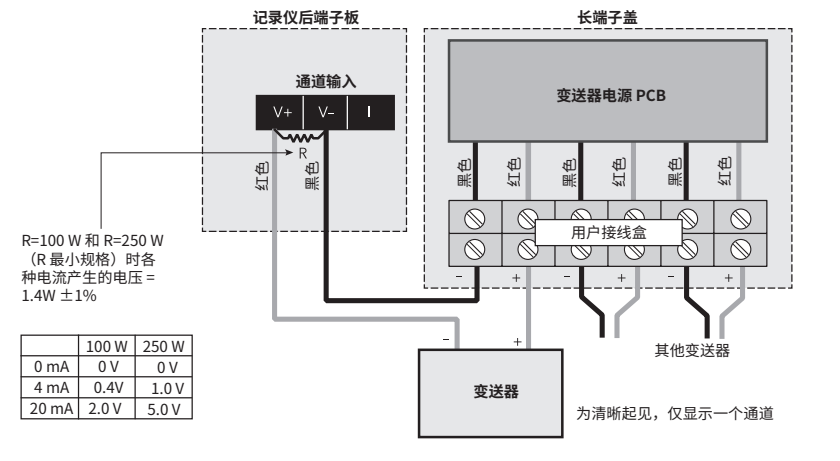 记录仪后端子板
长端子盖
通道输入
变送器电源 PCB
V+ V– I
R
红色 黑色
黑色 红色 黑色 红色 黑色 红色
用户接线盒
– + – + – +
R=100 W 和 R=250 W
（R 最小规格）时各
种电流产生的电压 =
1.4W ±1%
– +
其他变送器
变送器
为清晰起见，仅显示一个通道
100 W 250 W
0 mA 0 V 0 V
4 mA 0.4V 1.0 V
20 mA 2.0 V 5.0 V